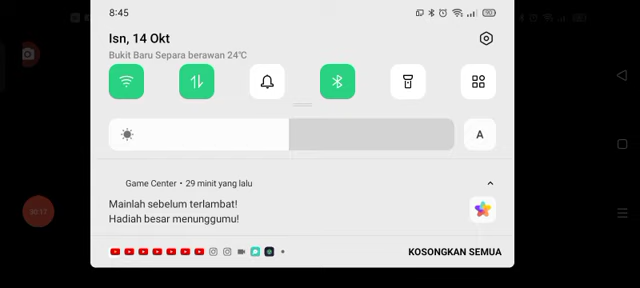 8:45
90
Isn, 14 Okt
Bukit Baru Separa berawan 24°C
A
Game Center • 29 minit yang lalu
Mainlah sebelum terlambat!
Hadiah besar menunggumu!
KOSONGKAN SEMUA